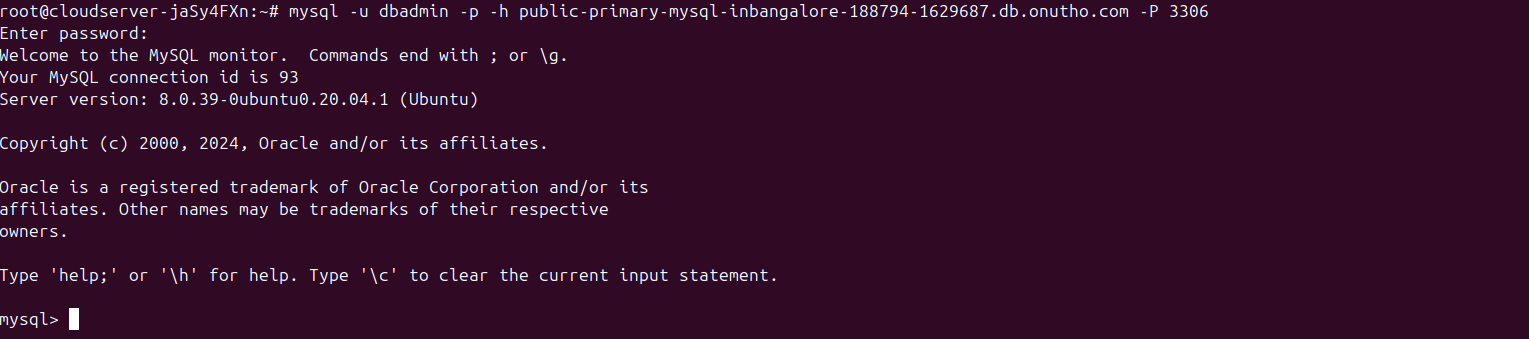 root@cloudserver-jaSy4FXn:~# mysql -u dbadmin -p -h public-primary-mysql-inbangalore-188794-1629687.db.onutho.com -P 3306
Enter password:
Welcome to the MySQL monitor.  Commands end with ; or \g.
Your MySQL connection id is 93
Server version: 8.0.39-0ubuntu0.20.04.1 (Ubuntu)
Copyright (c) 2000, 2024, Oracle and/or its affiliates.
Oracle is a registered trademark of Oracle Corporation and/or its
affiliates. Other names may be trademarks of their respective
owners.
Type 'help;' or '\h' for help. Type '\c' to clear the current input statement.
mysql>